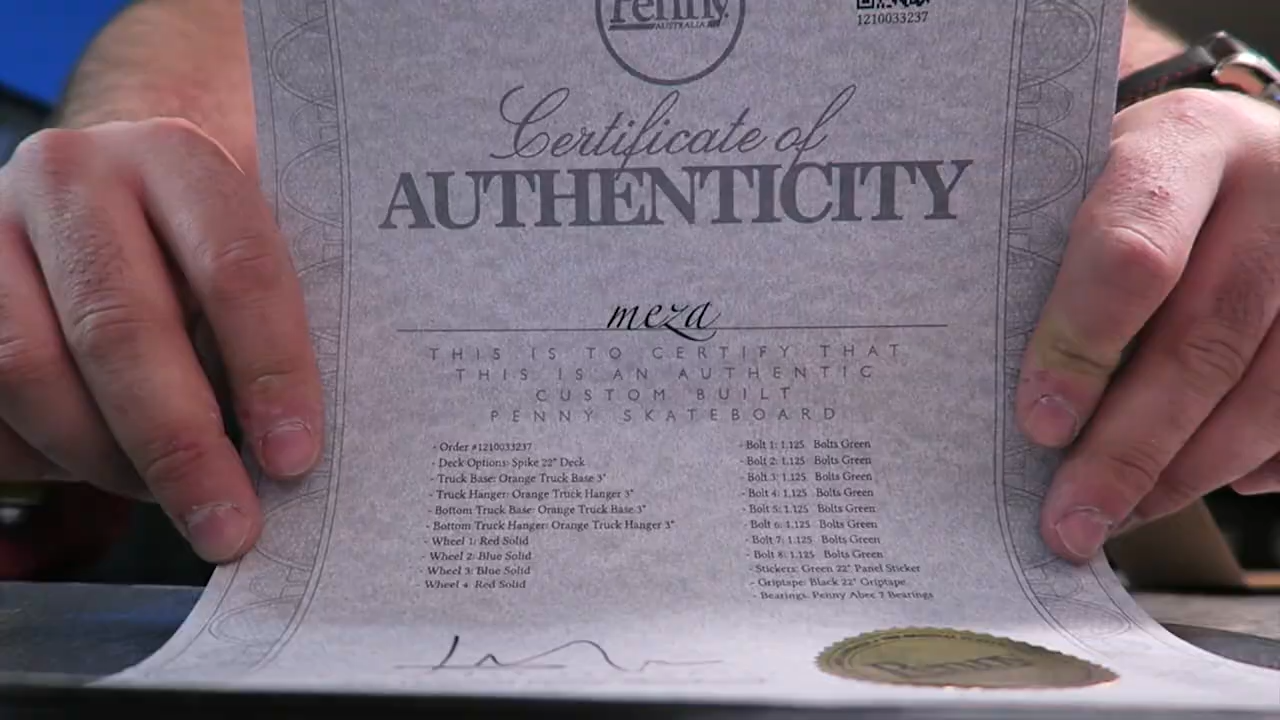 Penny
AUSTRALIA
1210033237
Certificate of
AUTHENTICITY
meza
THIS IS TO CERTIFY THAT
THIS IS AN AUTHENTIC
CUSTOM BUILT
PENNY SKATEBOARD
- Order #1210033237
- Deck Options: Spike 22" Deck
- Truck Base: Orange Truck Base 3"
- Truck Hanger: Orange Truck Hanger 3"
- Bottom Truck Base: Orange Truck Base 3"
- Bottom Truck Hanger: Orange Truck Hanger 3"
- Wheel 1: Red Solid
- Wheel 2: Blue Solid
- Wheel 3: Blue Solid
Wheel 4: Red Solid
- Bolt 1: 1.125 Bolts Green
- Bolt 2: 1.125 Bolts Green
- Bolt 3: 1.125 Bolts Green
- Bolt 4: 1.125 Bolts Green
- Bolt 5: 1.125 Bolts Green
- Bolt 6: 1.125 Bolts Green
- Bolt 7: 1.125 Bolts Green
- Bolt 8: 1.125 Bolts Green
- Stickers: Green 22" Panel Sticker
- Griptape: Black 22" Griptape
- Bearings: Penny Abec 7 Bearings
Penny